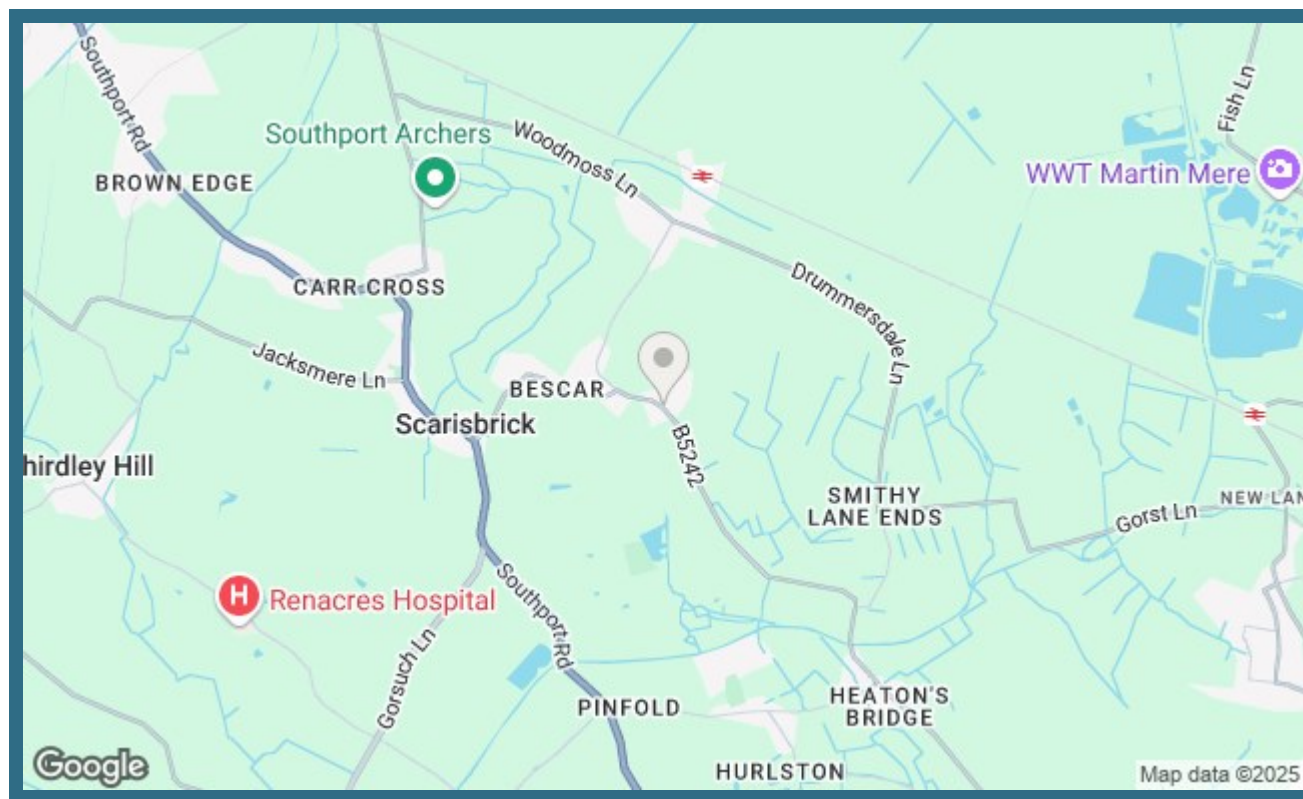 Southport Rd
Fish Ln
Southport Archers
Woodmoss Ln
WWT Martin Mere
BROWN EDGE
CARR CROSS
Drummersdale Ln
Jacksmere Ln
BESCAR
Scarisbrick
B5242
hirdley Hill
SMITHY
LANE ENDS
NEW LAN
Gorst Ln
H
Renacres Hospital
Southport Rd
Gorsuch Ln
PINFOLD
HEATON'S
BRIDGE
HURLSTON
Google
Map data ©2025